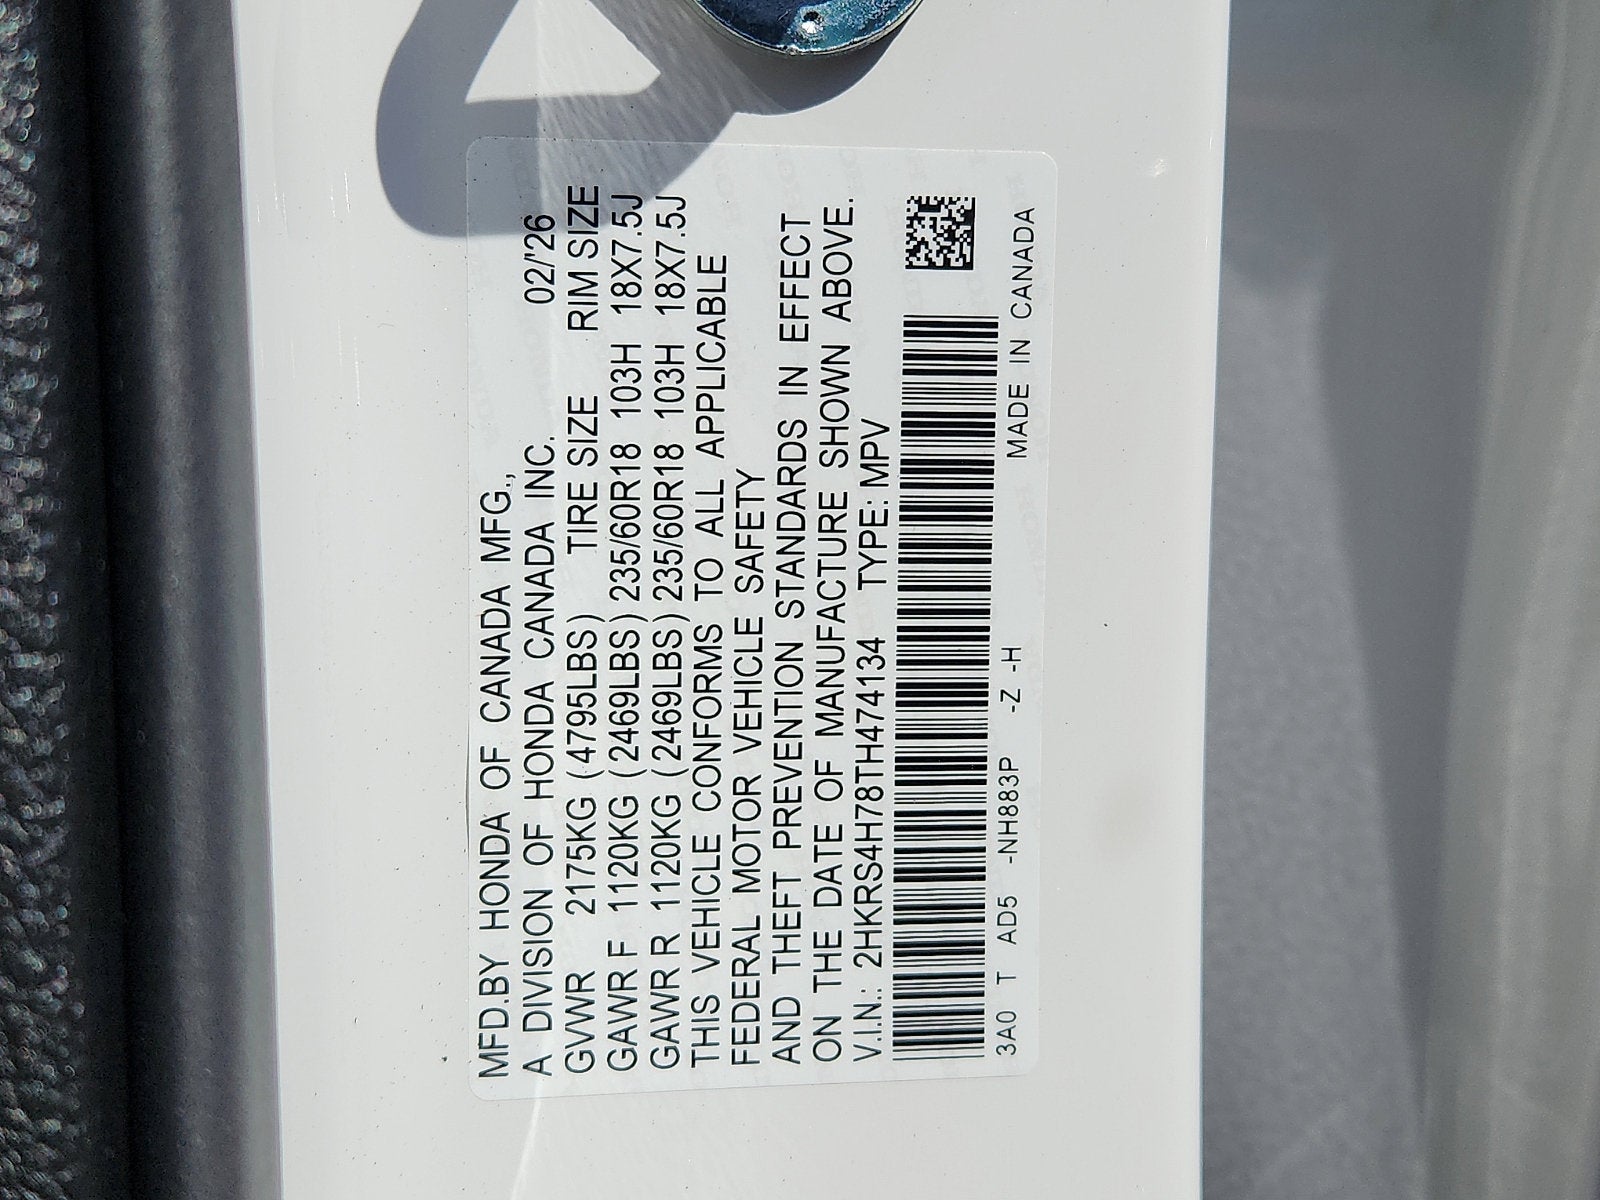 MFD.BY HONDA OF CANADA MFG.,
A DIVISION OF HONDA CANADA INC. 02/'26
GVWR 2175KG (4795LBS) TIRE SIZE RIM SIZE
GAWR F 1120KG (2469LBS) 235/60R18 103H 18X7.5J
GAWR R 1120KG (2469LBS) 235/60R18 103H 18X7.5J
THIS VEHICLE CONFORMS TO ALL APPLICABLE
FEDERAL MOTOR VEHICLE SAFETY
AND THEFT PREVENTION STANDARDS IN EFFECT
ON THE DATE OF MANUFACTURE SHOWN ABOVE.
V.I.N.: 2HKRS4H78TH474134 TYPE: MPV
3A0 T AD5 -NH883P -Z -H MADE IN CANADA